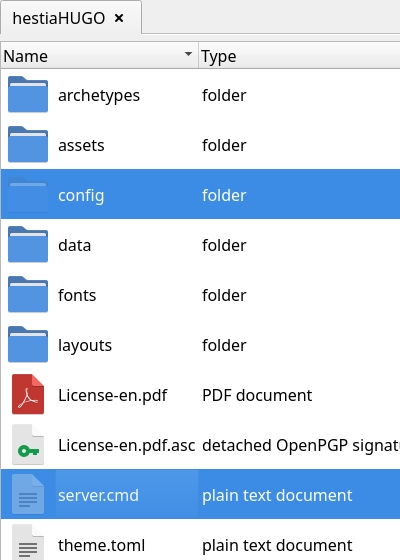 hestiaHUGO ×
Name Type
archetypes folder
assets folder
config folder
data folder
fonts folder
layouts folder
License-en.pdf PDF document
License-en.pdf.asc detached OpenPGP signat
server.cmd plain text document
theme.toml plain text document